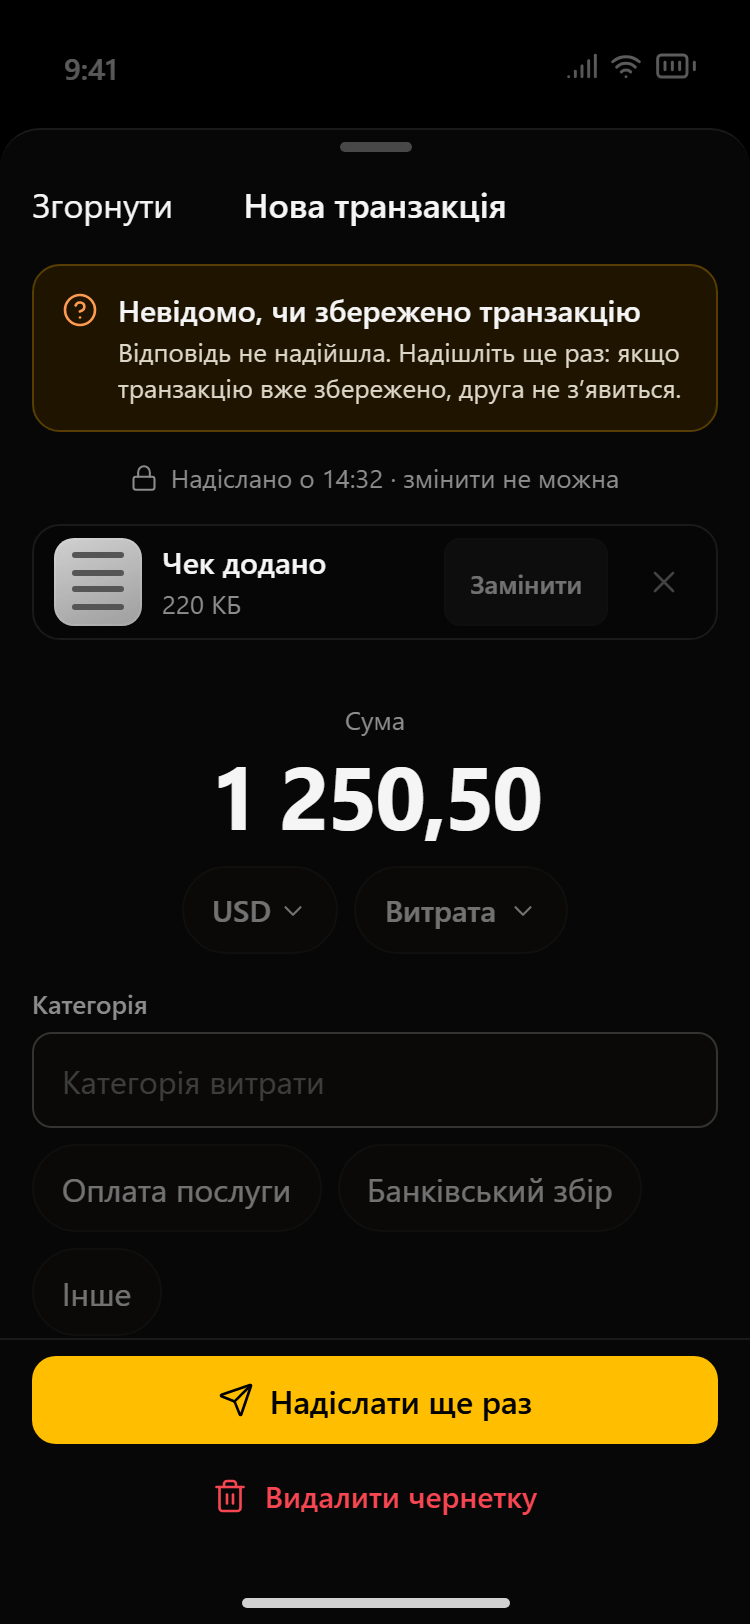 9:41
Згорнути
Нова транзакція
Невідомо, чи збережено транзакцію
Відповідь не надійшла. Надішліть ще раз: якщо
транзакцію вже збережено, друга не з’явиться.
Надіслано о 14:32 · змінити не можна
Чек додано
220 КБ
Замінити
Сума
1 250,50
USD
Витрата
Категорія
Категорія витрати
Оплата послуги
Банківський збір
Інше
Надіслати ще раз
Видалити чернетку